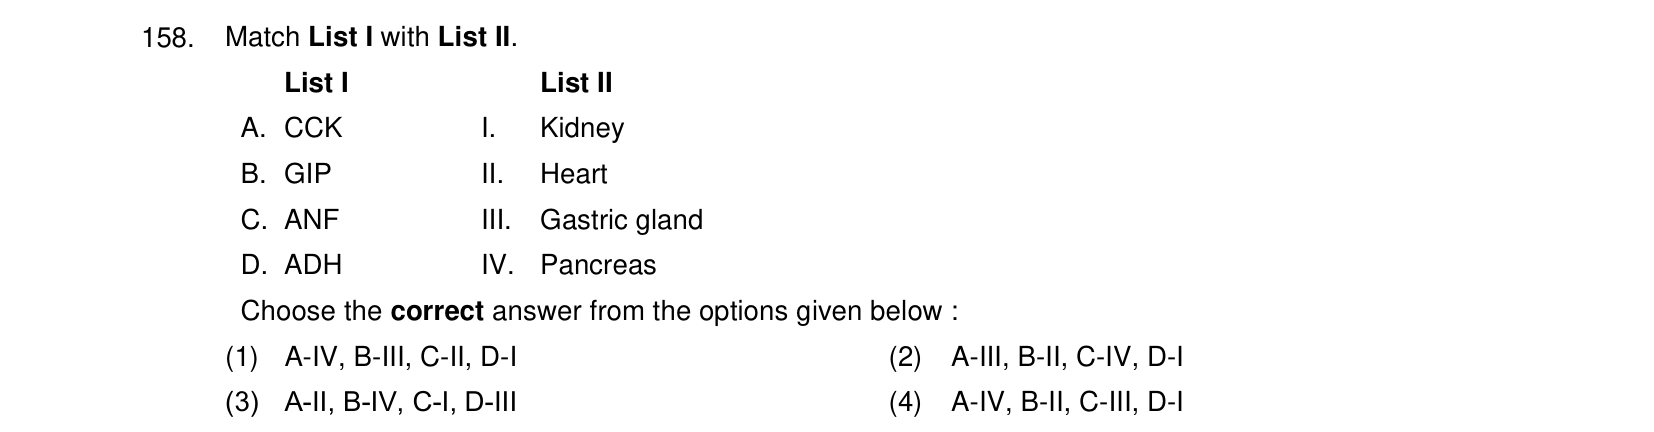 158. Match List I with List II.
List I List II
A. CCK I. Kidney
B. GIP II. Heart
C. ANF III. Gastric gland
D. ADH IV. Pancreas
Choose the correct answer from the options given below :
(1) A-IV, B-III, C-II, D-I (2) A-III, B-II, C-IV, D-I
(3) A-II, B-IV, C-I, D-III (4) A-IV, B-II, C-III, D-I